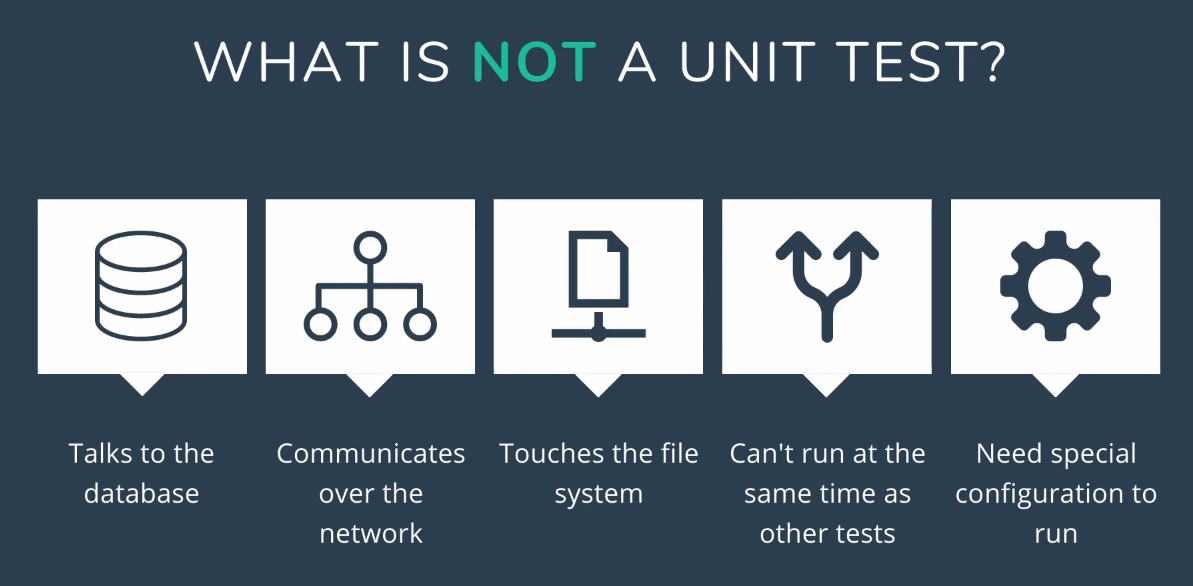 WHAT IS NOT A UNIT TEST?
Talks to the
database
Communicates
over the
network
Touches the file
system
Can't run at the
same time as
other tests
Need special
configuration to
run